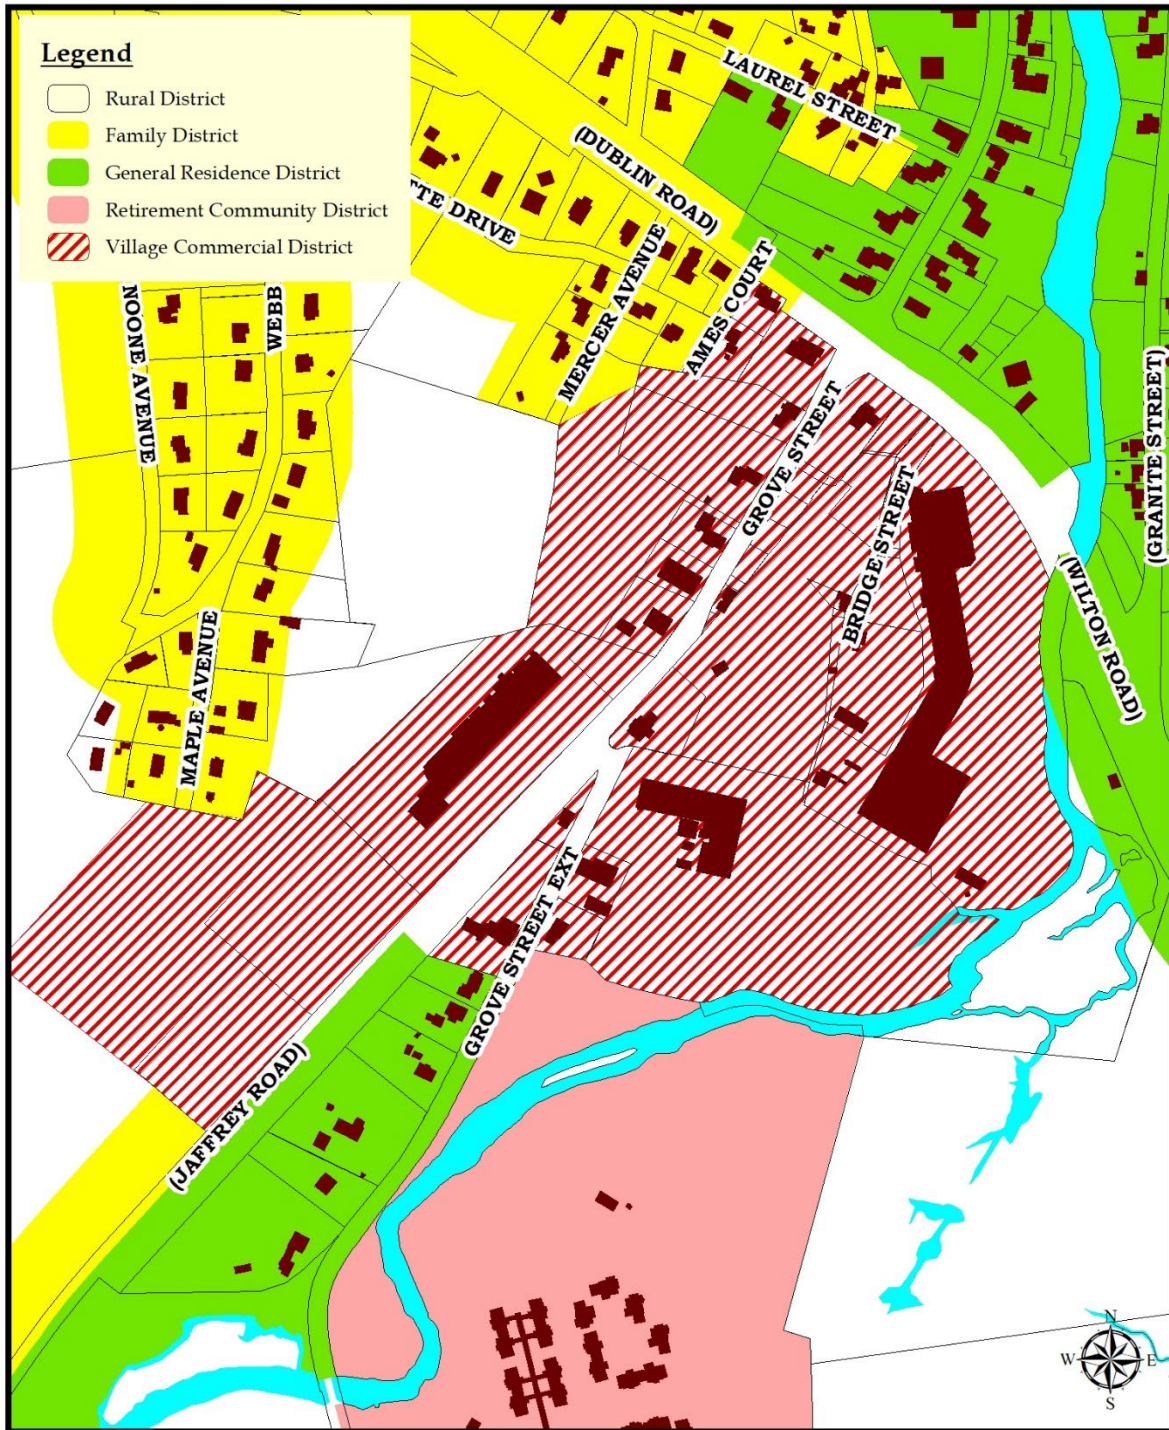 Legend
Rural District
Family District
General Residence District
Retirement Community District
Village Commercial District
LAUREL STREET
(DUBLIN ROAD)
DRIVE
MERCER AVENUE
AMES COURT
NOONE AVENUE
WEBB
GROVE STREET
BRIDGE STREET
(GRANITE STREET)
(WILTON ROAD)
MAPLE AVENUE
GROVE STREET EXT
(JAFFREY ROAD)
N
W
E
S